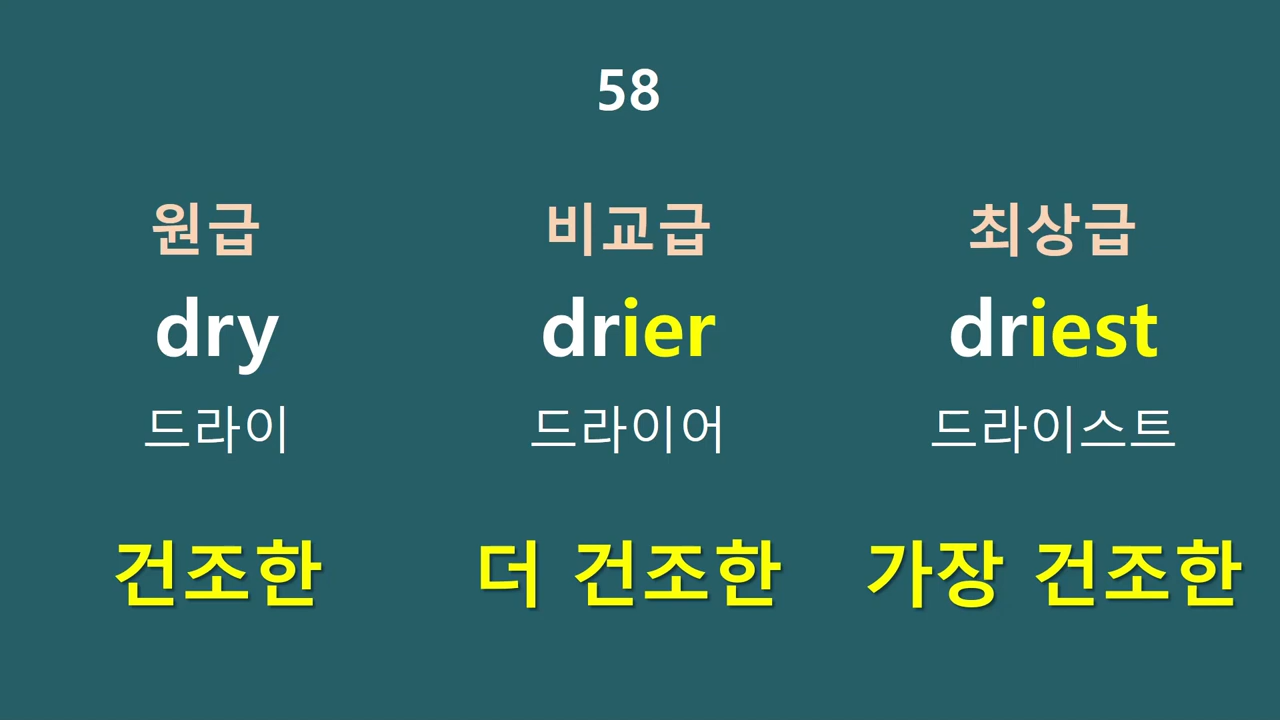 58
원급 비교급 최상급
dry drier driest
드라이 드라이어 드라이스트
건조한 더 건조한 가장 건조한